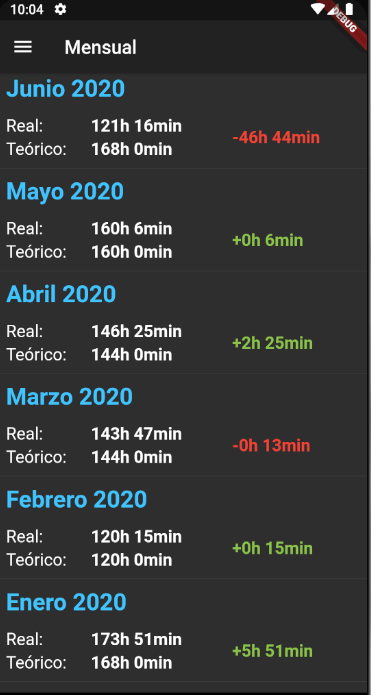 10:04
DEBUG
Mensual
Junio 2020
Real: 121h 16min
-46h 44min
Teórico: 168h 0min
Mayo 2020
Real: 160h 6min
+0h 6min
Teórico: 160h 0min
Abril 2020
Real: 146h 25min
+2h 25min
Teórico: 144h 0min
Marzo 2020
Real: 143h 47min
-0h 13min
Teórico: 144h 0min
Febrero 2020
Real: 120h 15min
+0h 15min
Teórico: 120h 0min
Enero 2020
Real: 173h 51min
+5h 51min
Teórico: 168h 0min